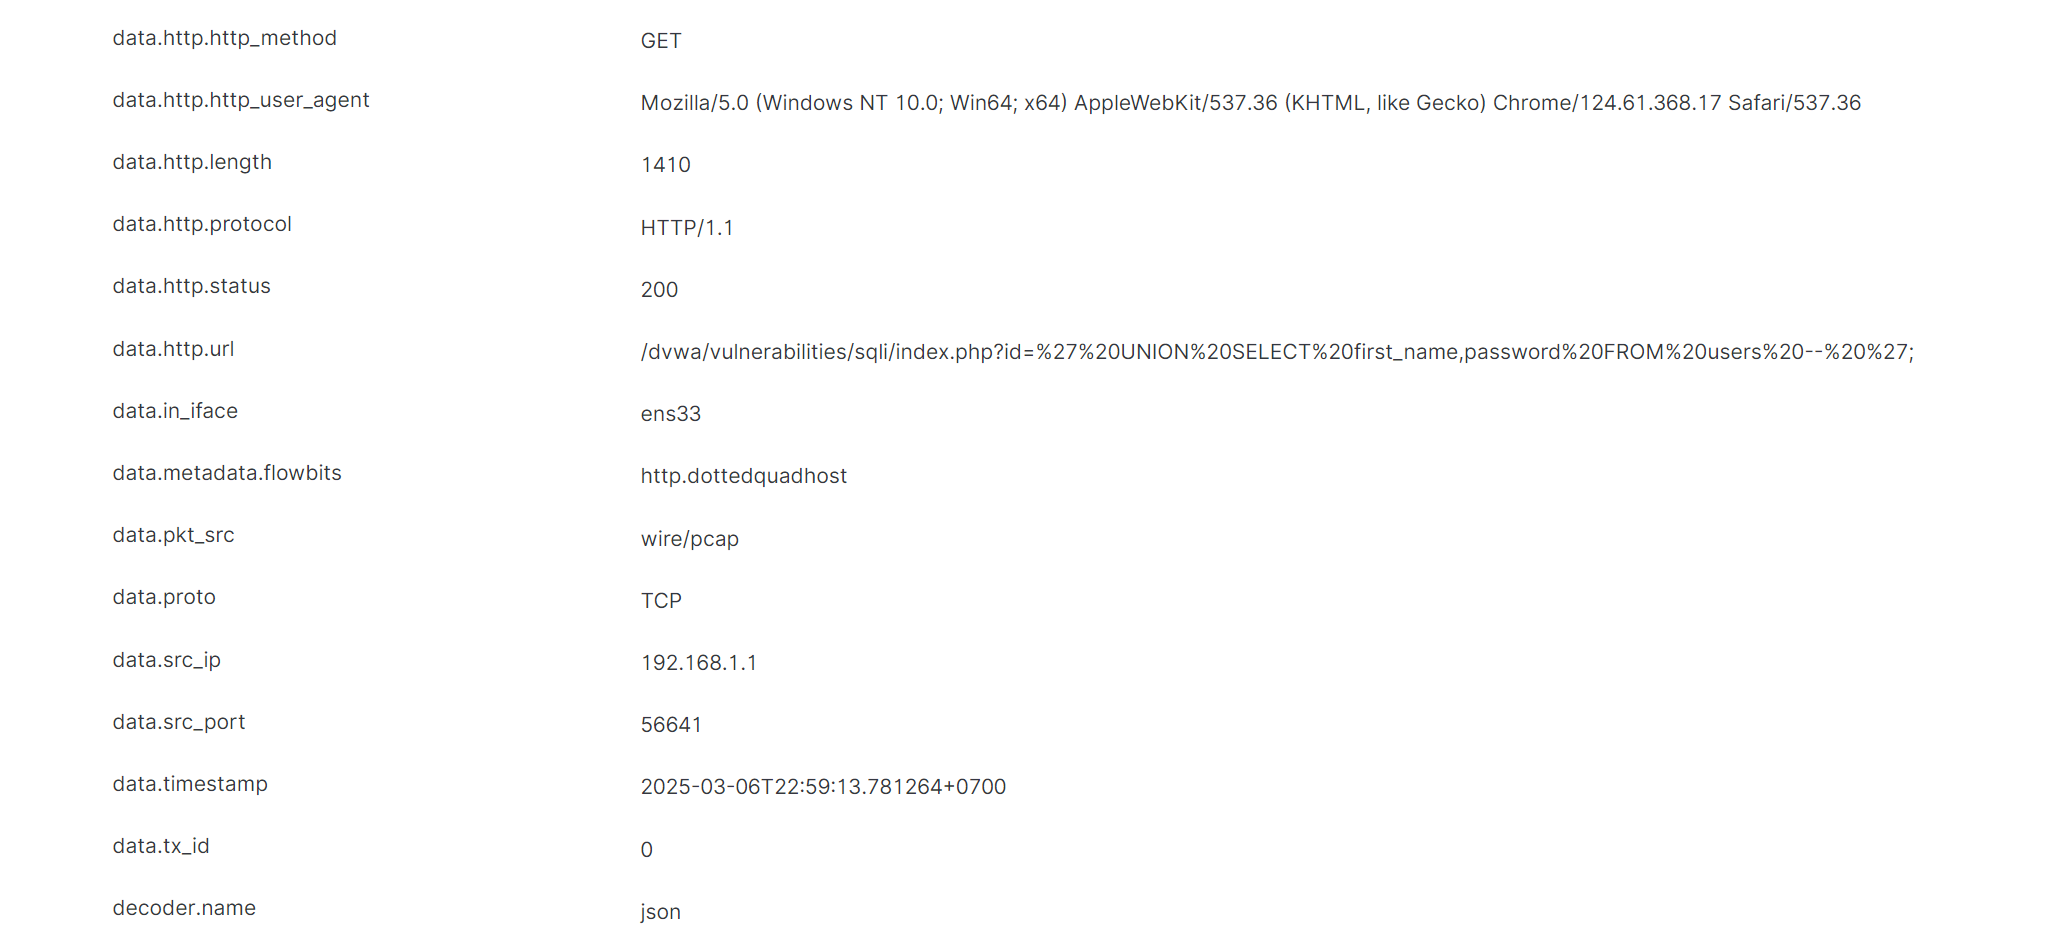 data.http.http_method GET
data.http.http_user_agent Mozilla/5.0 (Windows NT 10.0; Win64; x64) AppleWebKit/537.36 (KHTML, like Gecko) Chrome/124.61.368.17 Safari/537.36
data.http.length 1410
data.http.protocol HTTP/1.1
data.http.status 200
data.http.url /dvwa/vulnerabilities/sqli/index.php?id=%27%20UNION%20SELECT%20first_name,password%20FROM%20users%20--%20%27;
data.in_iface ens33
data.metadata.flowbits http.dottedquadhost
data.pkt_src wire/pcap
data.proto TCP
data.src_ip 192.168.1.1
data.src_port 56641
data.timestamp 2025-03-06T22:59:13.781264+0700
data.tx_id 0
decoder.name json